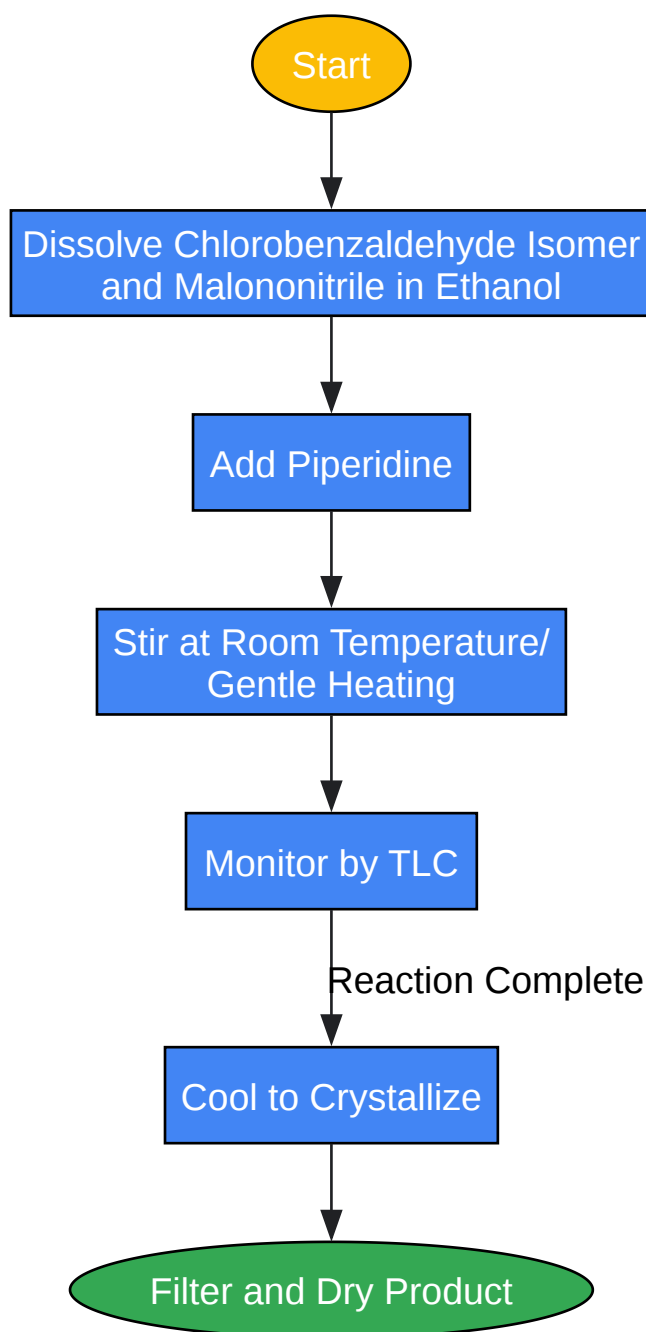 Start
Dissolve Chlorobenzaldehyde Isomer
and Malononitrile in Ethanol
Add Piperidine
Stir at Room Temperature/
Gentle Heating
Monitor by TLC
Reaction Complete
Cool to Crystallize
Filter and Dry Product